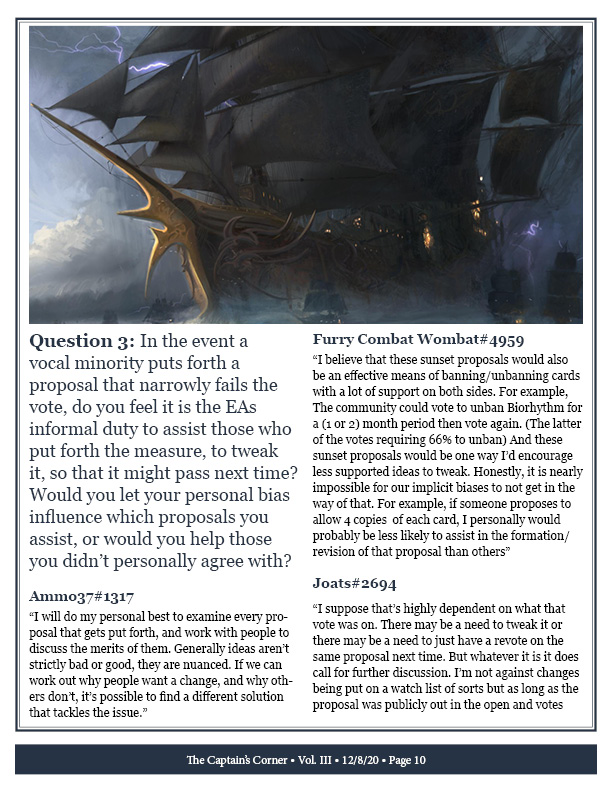 Question 3: In the event a
vocal minority puts forth a
proposal that narrowly fails the
vote, do you feel it is the EAs
informal duty to assist those who
put forth the measure, to tweak
it, so that it might pass next time?
Would you let your personal bias
influence which proposals you
assist, or would you help those
you didn’t personally agree with?
Ammo37#1317
“I will do my personal best to examine every pro-
posal that gets put forth, and work with people to
discuss the merits of them. Generally ideas aren’t
strictly bad or good, they are nuanced. If we can
work out why people want a change, and why oth-
ers don’t, it’s possible to find a different solution
that tackles the issue.”
Furry Combat Wombat#4959
“I believe that these sunset proposals would also
be an effective means of banning/unbanning cards
with a lot of support on both sides. For example,
The community could vote to unban Biorhythm for
a (1 or 2) month period then vote again. (The latter
of the votes requiring 66% to unban) And these
sunset proposals would be one way I’d encourage
less supported ideas to tweak. Honestly, it is nearly
impossible for our implicit biases to not get in the
way of that. For example, if someone proposes to
allow 4 copies of each card, I personally would
probably be less likely to assist in the formation/
revision of that proposal than others”
Joats#2694
“I suppose that’s highly dependent on what that
vote was on. There may be a need to tweak it or
there may be a need to just have a revote on the
same proposal next time. But whatever it is it does
call for further discussion. I’m not against changes
being put on a watch list of sorts but as long as the
proposal was publicly out in the open and votes
The Captain’s Corner • Vol. III • 12/8/20 • Page 10